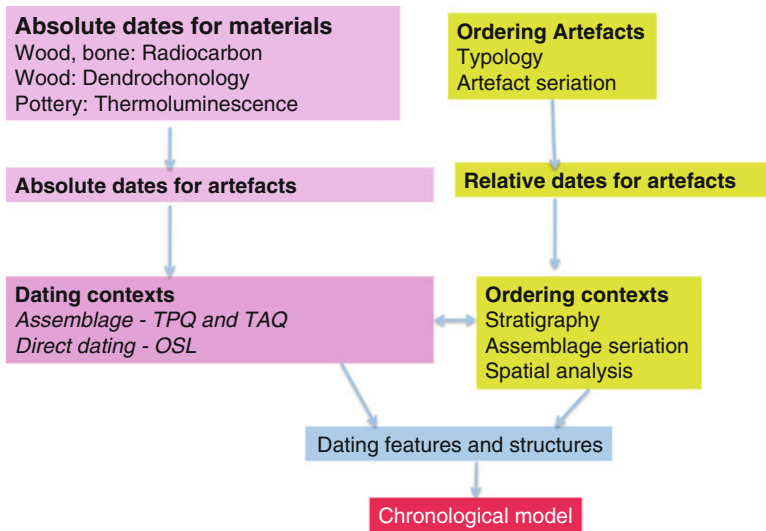 Absolute dates for materials
Wood, bone: Radiocarbon
Wood: Dendrochonology
Pottery: Thermoluminescence
Ordering Artefacts
Typology
Artefact seriation
Absolute dates for artefacts
Relative dates for artefacts
Dating contexts
Assemblage - TPQ and TAQ
Direct dating - OSL
Ordering contexts
Stratigraphy
Assemblage seriation
Spatial analysis
Dating features and structures
Chronological model